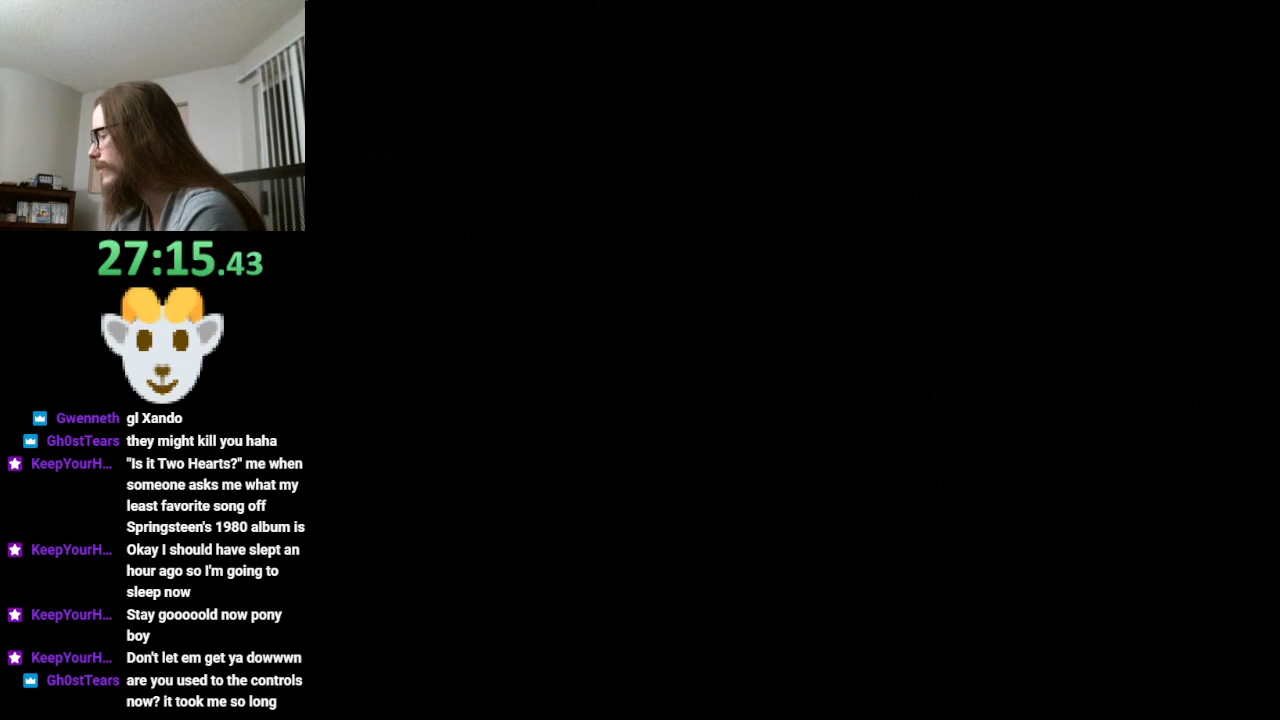 27:15.43
Gwenneth gl Xando
Gh0stTears they might kill you haha
KeepYourH... "Is it Two Hearts?" me when
someone asks me what my
least favorite song off
Springsteen's 1980 album is
KeepYourH... Okay I should have slept an
hour ago so I'm going to
sleep now
KeepYourH... Stay gooooold now pony
boy
KeepYourH... Don't let em get ya dowwwn
Gh0stTears are you used to the controls
now? it took me so long